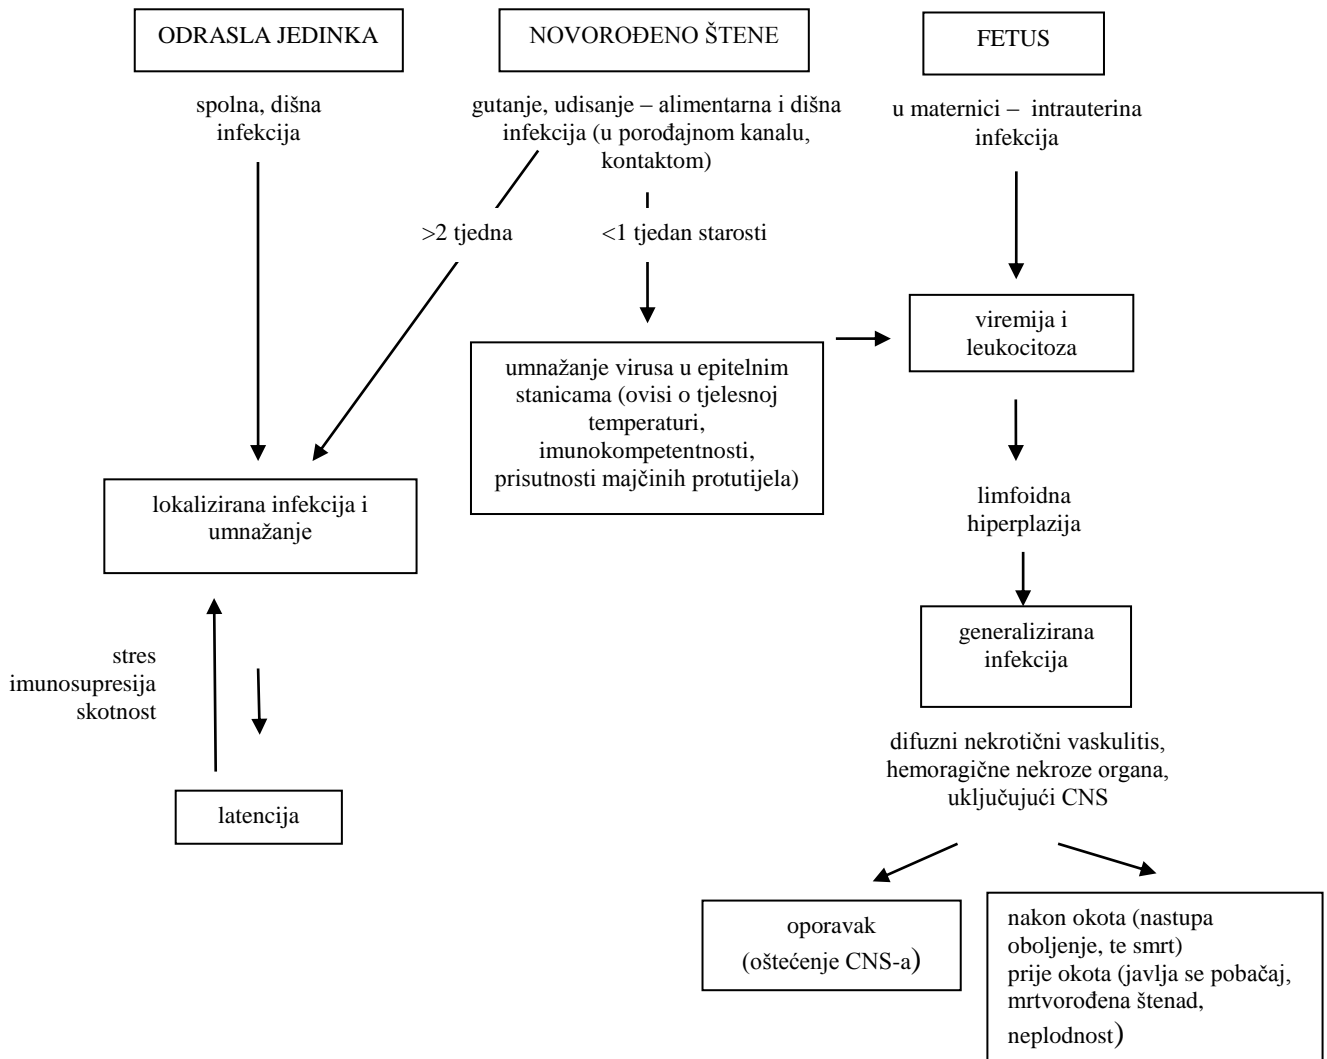 ODRASLA JEDINKA
NOVOROĐENO ŠTENE
FETUS
spolna, dišna
infekcija
gutanje, udisanje – alimentarna i dišna
infekcija (u porođajnom kanalu,
kontaktom)
u maternici – intrauterina
infekcija
>2 tjedna
<1 tjedan starosti
viremija i
leukocitoza
umnažanje virusa u epitelnim
stanicama (ovisi o tjelesnoj
temperaturi,
imunokompetentnosti,
prisutnosti majčinih protutijela)
lokalizirana infekcija i
umnažanje
limfoidna
hiperplazija
generalizirana
infekcija
stres
imunosupresija
skotnost
latencija
difuzni nekrotični vaskulitis,
hemoragične nekroze organa,
uključujući CNS
oporavak
(oštećenje CNS-a)
nakon okota (nastupa
oboljenje, te smrt)
prije okota (javlja se pobačaj,
mrtvorođena štenad,
neplodnost)